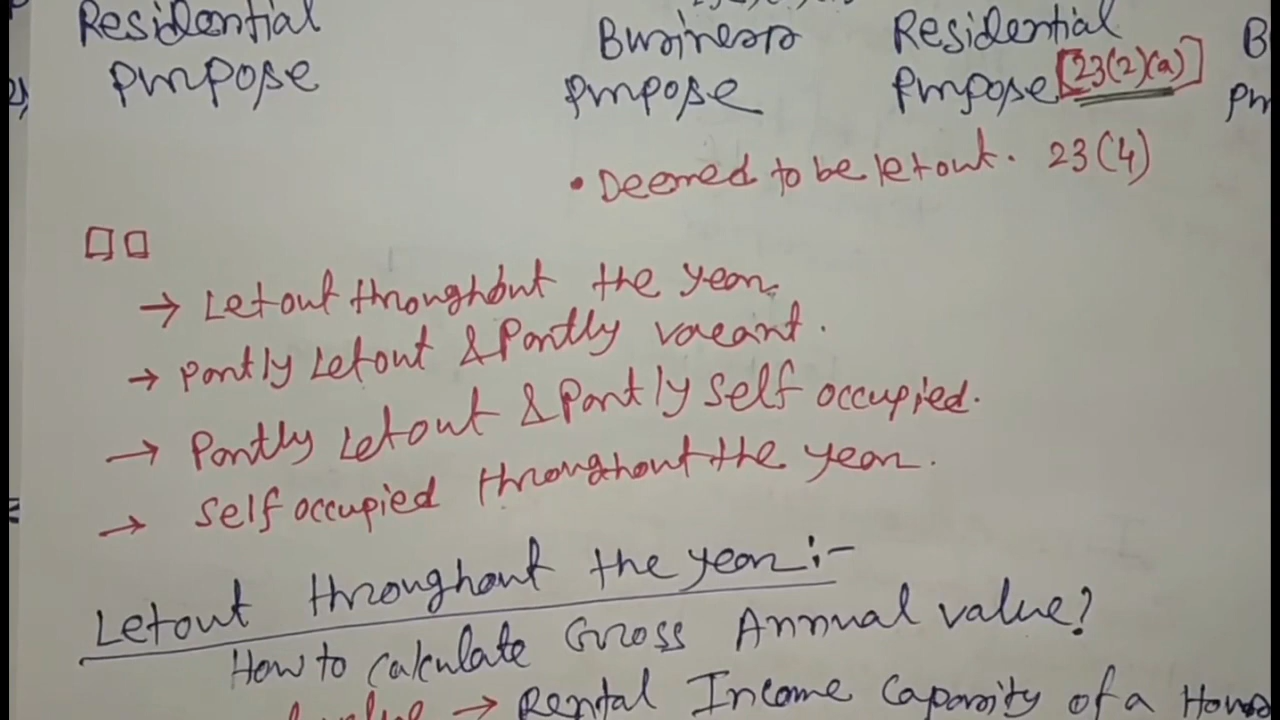 Residential Business Residential B
Purpose Purpose Purpose [23(2)(a)]
• Deemed to be letout. 23(4)
→ Letout throughout the year.
→ Partly Letout & Partly vacant.
→ Partly Letout & Partly self occupied.
→ Self occupied throughout the year.
Letout throughout the year:-
How to calculate Gross Annual value?
→ Rental Income Capacity of a